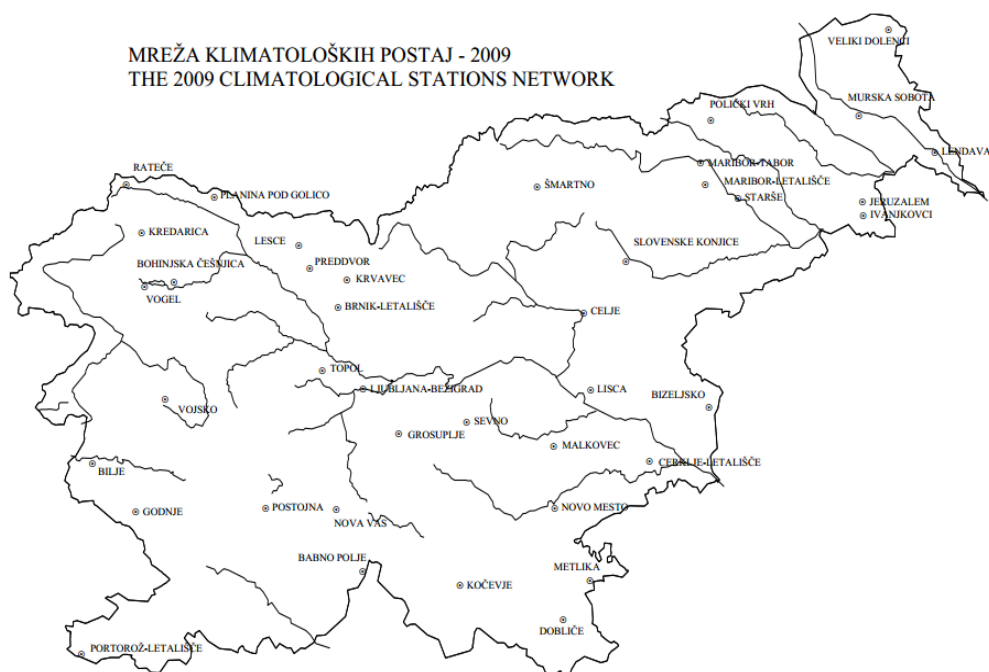 MREŽA KLIMATOLOŠKIH POSTAJ - 2009
THE 2009 CLIMATOLOGICAL STATIONS NETWORK
VELIKI DOLENCI
MURSKA SOBOTA
POLIČKI VRH
LENDAVA
MARIBOR-TABOR
RATEČE
ŠMARTNO
MARIBOR-LETALIŠČE
PLANINA POD GOLICO
STARŠE
JERUZALEM
IVANJKOVCI
KREDARICA
LESCE
SLOVENSKE KONJICE
BOHINJSKA ČEŠNJICA
PREDDVOR
KRVAVEC
VOGEL
BRNIK-LETALIŠČE
CELJE
TOPOL
LJUBLJANA-BEŽIGRAD
LISCA
BIZELJSKO
VOJSKO
SEVNO
GROSUPLJE
MALKOVEC
CERKLJE-LETALIŠČE
BILJE
GODNJE
POSTOJNA
NOVA VAS
NOVO MESTO
BABNO POLJE
METLIKA
KOČEVJE
DOBLIČE
PORTOROŽ-LETALIŠČE